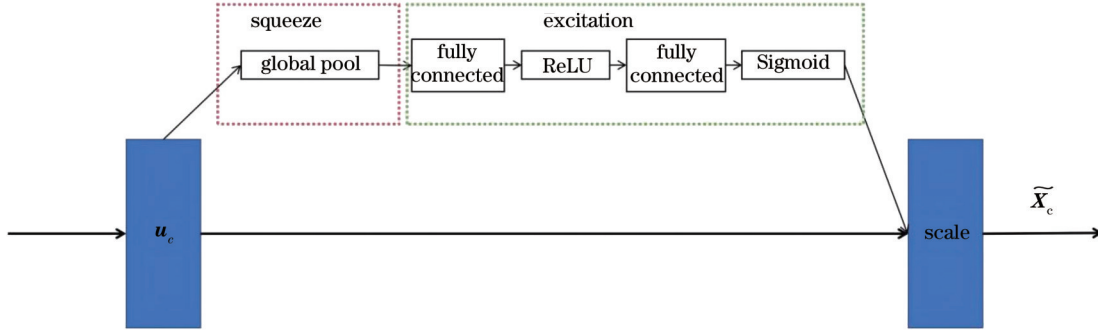 squeeze
excitation
global pool
fully
connected
ReLU
fully
connected
Sigmoid
u_c
scale
X̃_c